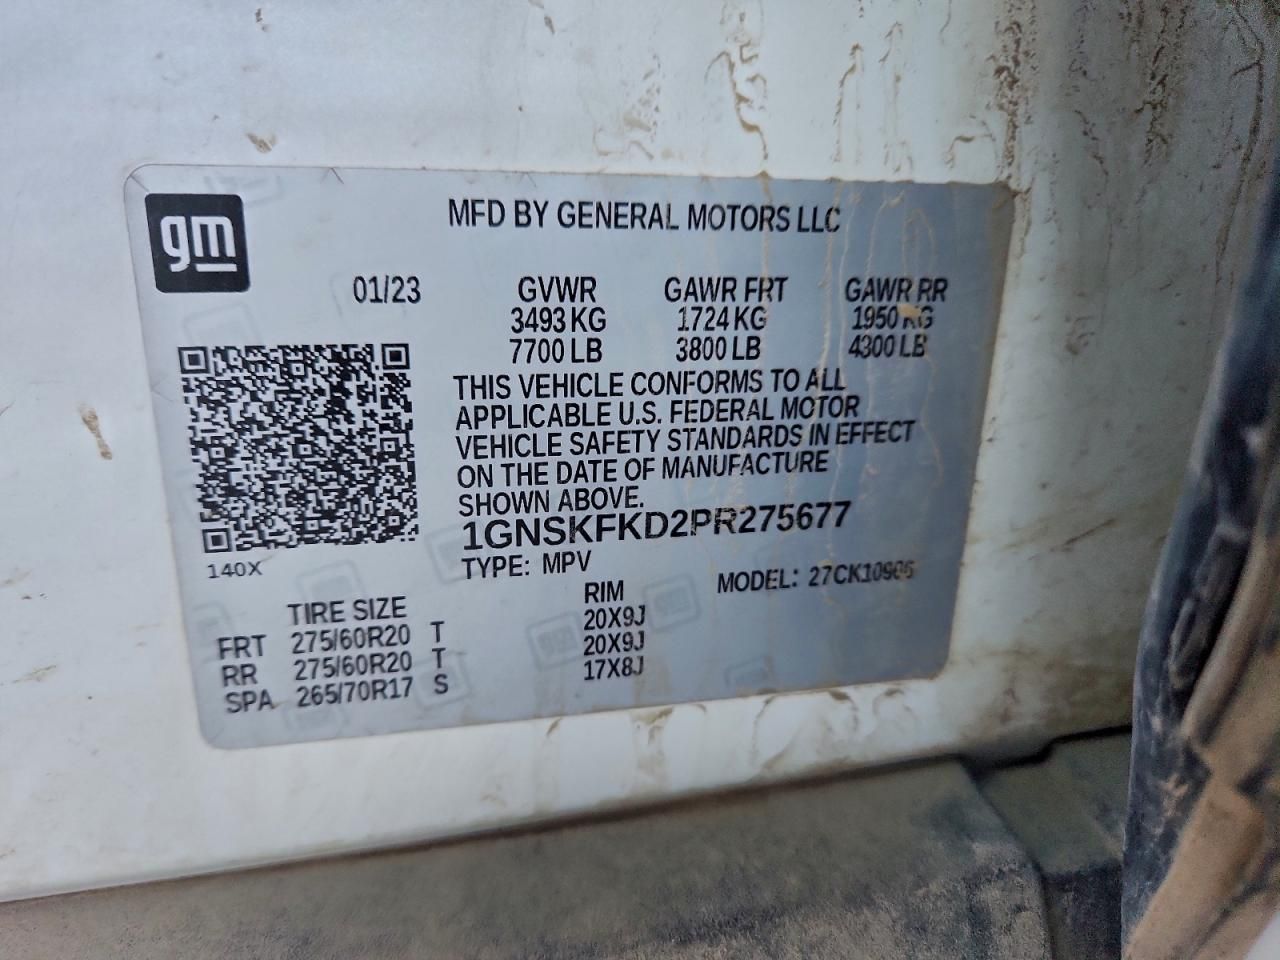 gm
MFD BY GENERAL MOTORS LLC
01/23 GVWR GAWR FRT GAWR RR
3493 KG 1724 KG 1950 KG
7700 LB 3800 LB 4300 LB
THIS VEHICLE CONFORMS TO ALL
APPLICABLE U.S. FEDERAL MOTOR
VEHICLE SAFETY STANDARDS IN EFFECT
ON THE DATE OF MANUFACTURE
SHOWN ABOVE.
1GNSKFKD2PR275677
140X
TYPE: MPV MODEL: 27CK10906
TIRE SIZE RIM
FRT 275/60R20 T 20X9J
RR 275/60R20 T 20X9J
SPA 265/70R17 S 17X8J